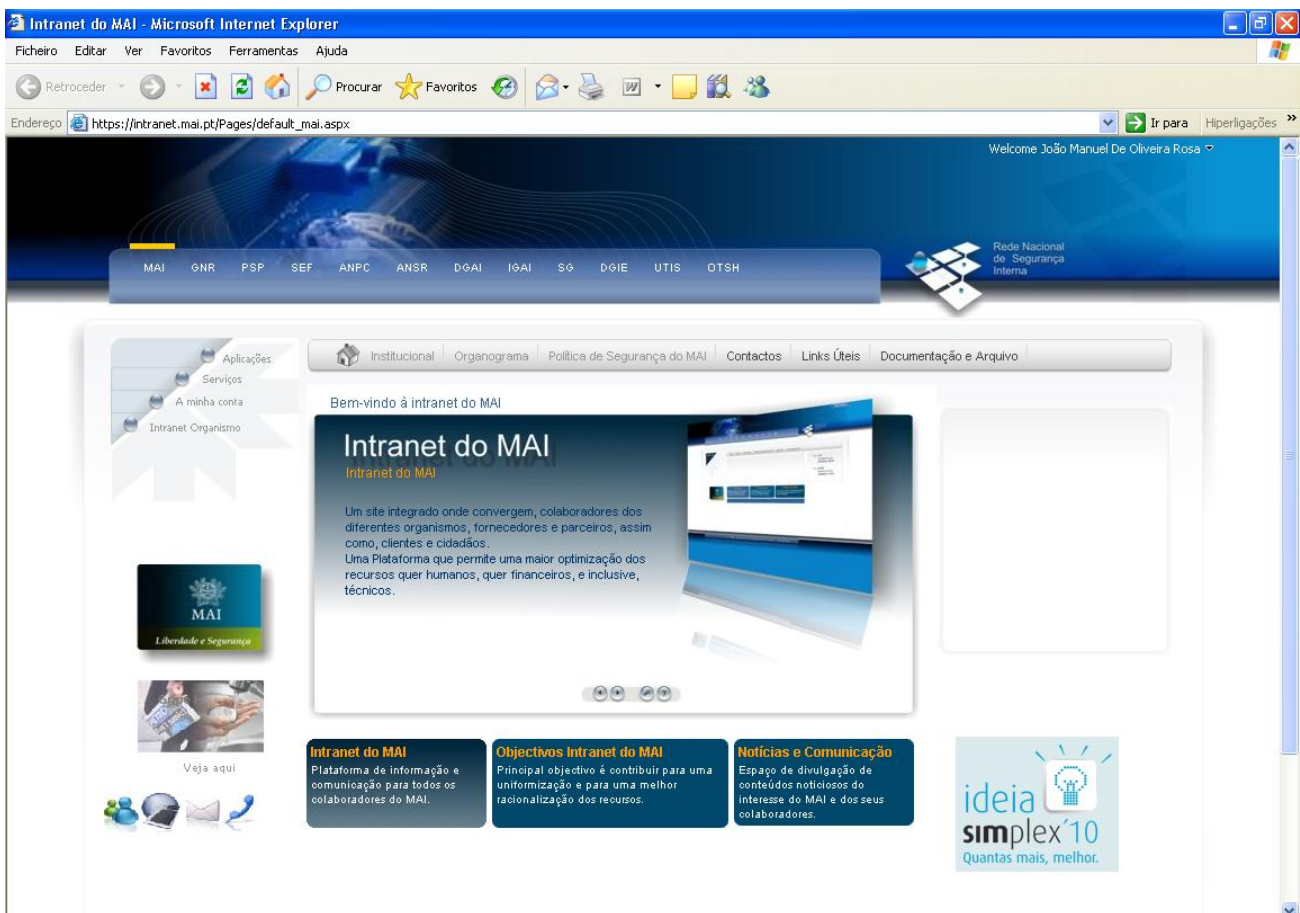 Intranet do MAI - Microsoft Internet Explorer
Ficheiro Editar Ver Favoritos Ferramentas Ajuda
Retroceder Procurar Favoritos
Endereço https://intranet.mai.pt/Pages/default_mai.aspx Ir para Hiperligações
Welcome João Manuel De Oliveira Rosa
Rede Nacional
de Segurança
Interna
MAI GNR PSP SEF ANPC ANSR DGAI IGAI SG DGIE UTIS OTSH
Aplicações
Serviços
A minha conta
Intranet Organismo
Institucional Organograma Política de Segurança do MAI Contactos Links Úteis Documentação e Arquivo
Bem-vindo à intranet do MAI
Intranet do MAI
Intranet do MAI
Um site integrado onde convergem, colaboradores dos
diferentes organismos, fornecedores e parceiros, assim
como, clientes e cidadãos.
Uma Plataforma que permite uma maior optimização dos
recursos quer humanos, quer financeiros, e inclusive,
técnicos.
MAI
Liberdade e Segurança
Veja aqui
Intranet do MAI
Plataforma de informação e
comunicação para todos os
colaboradores do MAI.
Objectivos Intranet do MAI
Principal objectivo é contribuir para uma
uniformização e para uma melhor
racionalização dos recursos.
Notícias e Comunicação
Espaço de divulgação de
conteúdos noticiosos do
interesse do MAI e dos seus
colaboradores.
ideia
simplex´10
Quantas mais, melhor.